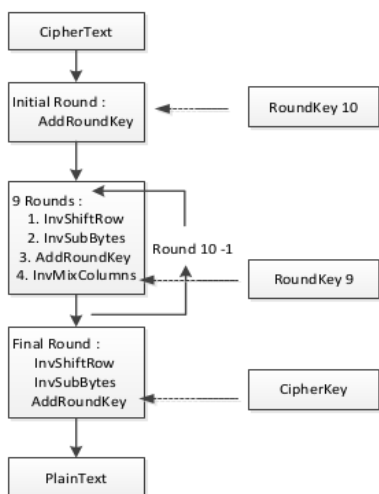 CipherText
Initial Round :
AddRoundKey
RoundKey 10
9 Rounds :
1. InvShiftRow
2. InvSubBytes
3. AddRoundKey
4. InvMixColumns
Round 10 -1
RoundKey 9
Final Round :
InvShiftRow
InvSubBytes
AddRoundKey
CipherKey
PlainText